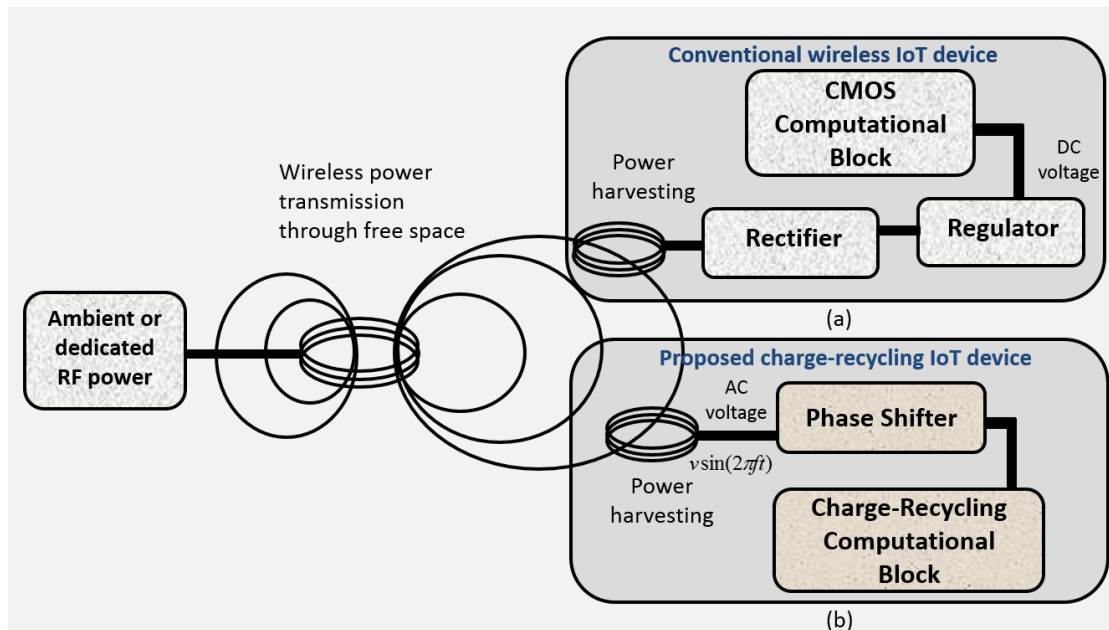 Conventional wireless IoT device
CMOS
Computational
Block
DC
voltage
Power
harvesting
Rectifier
Regulator
(a)
Wireless power
transmission
through free space
Ambient or
dedicated
RF power
Proposed charge-recycling IoT device
AC
voltage
Phase Shifter
v sin(2πft)
Power
harvesting
Charge-Recycling
Computational
Block
(b)